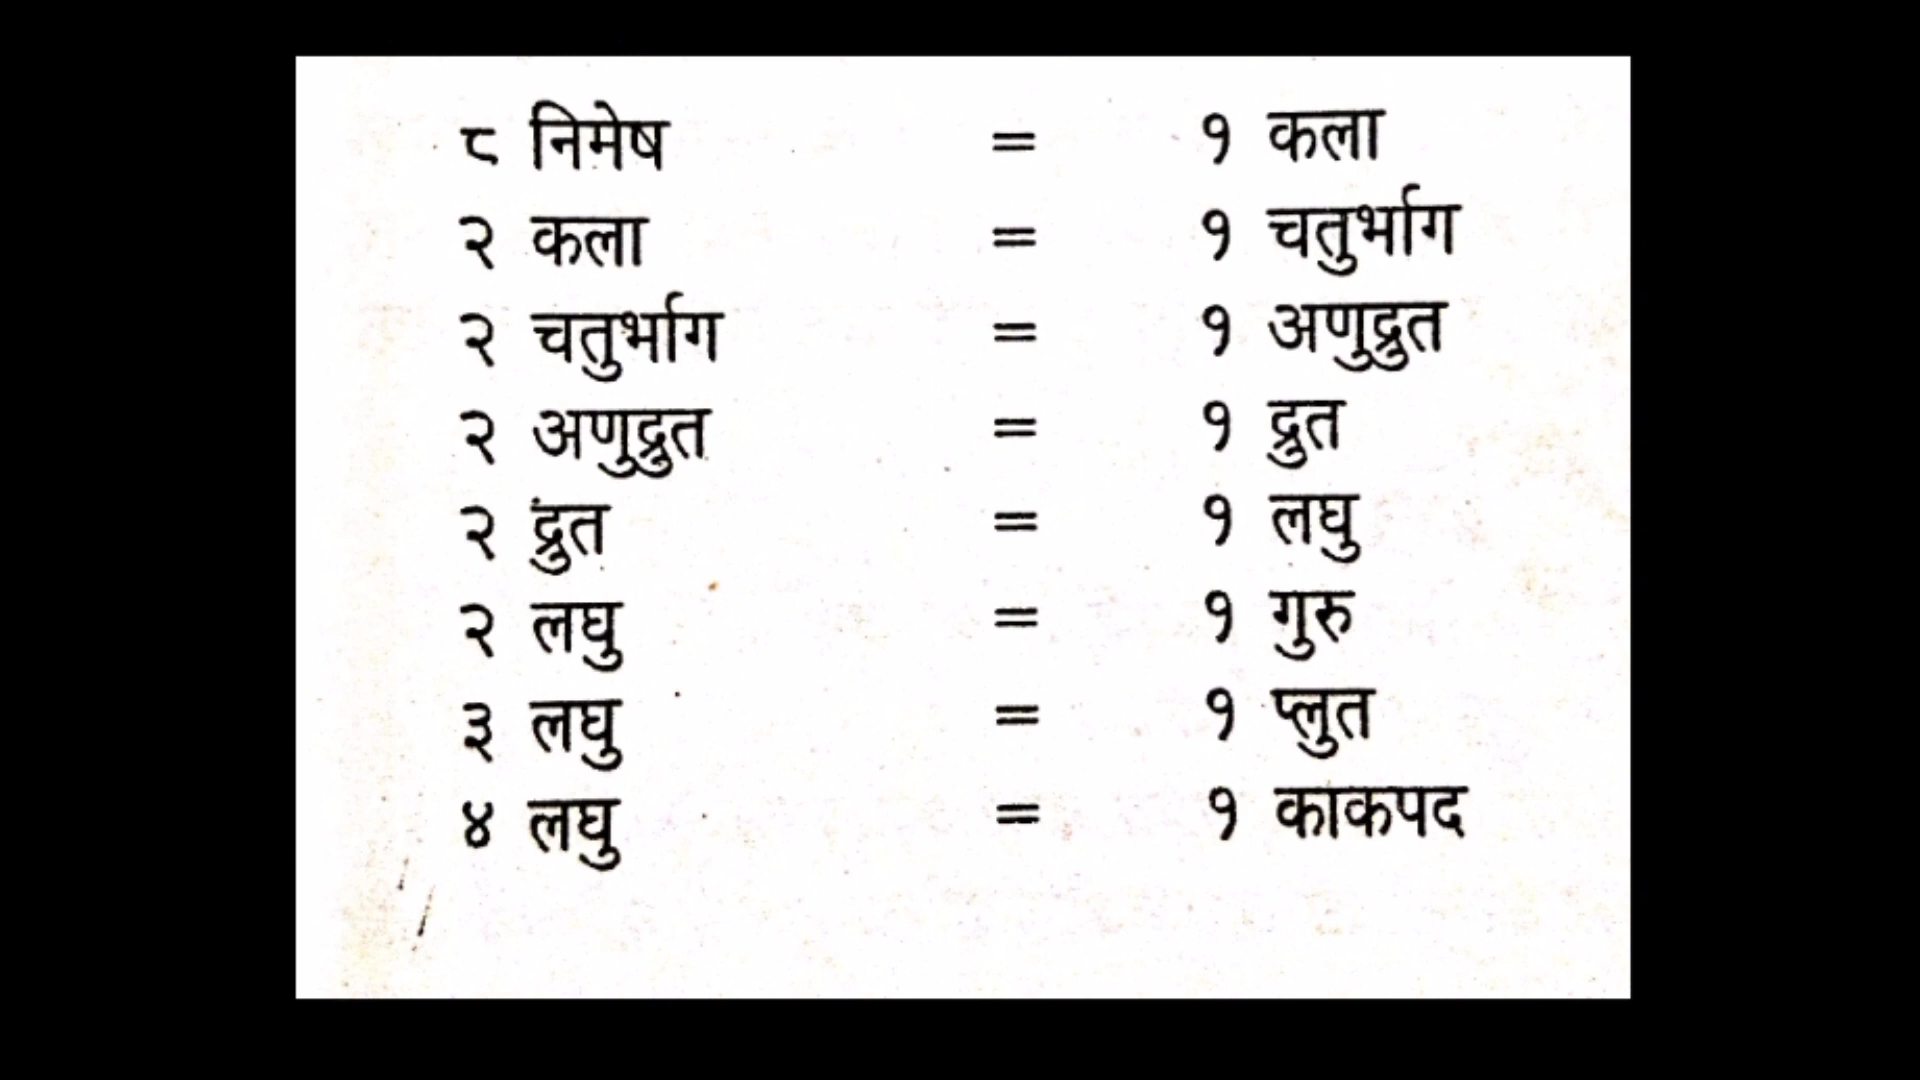 ८ निमेष = १ कला
२ कला = १ चतुर्भाग
२ चतुर्भाग = १ अणुद्रुत
२ अणुद्रुत = १ द्रुत
२ द्रुत = १ लघु
२ लघु = १ गुरु
३ लघु = १ प्लुत
४ लघु = १ काकपद